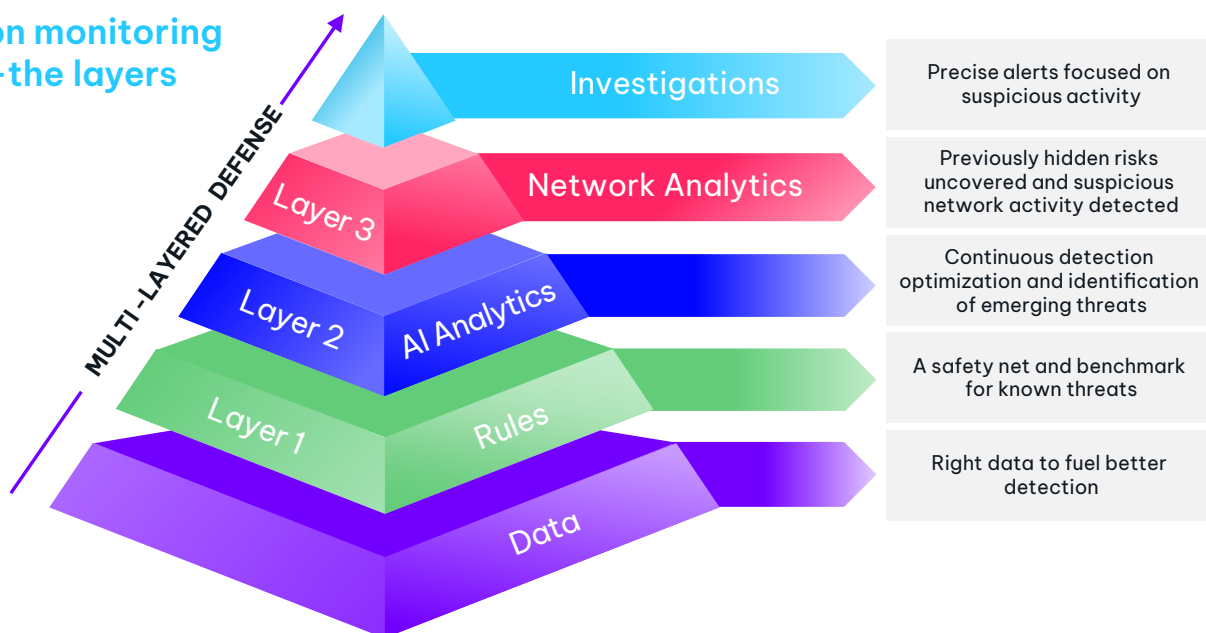 on monitoring
-the layers
MULTI-LAYERED DEFENSE
Investigations
Precise alerts focused on
suspicious activity
Layer 3
Network Analytics
Previously hidden risks
uncovered and suspicious
network activity detected
Layer 2
AI Analytics
Continuous detection
optimization and identification
of emerging threats
Layer 1
Rules
A safety net and benchmark
for known threats
Data
Right data to fuel better
detection